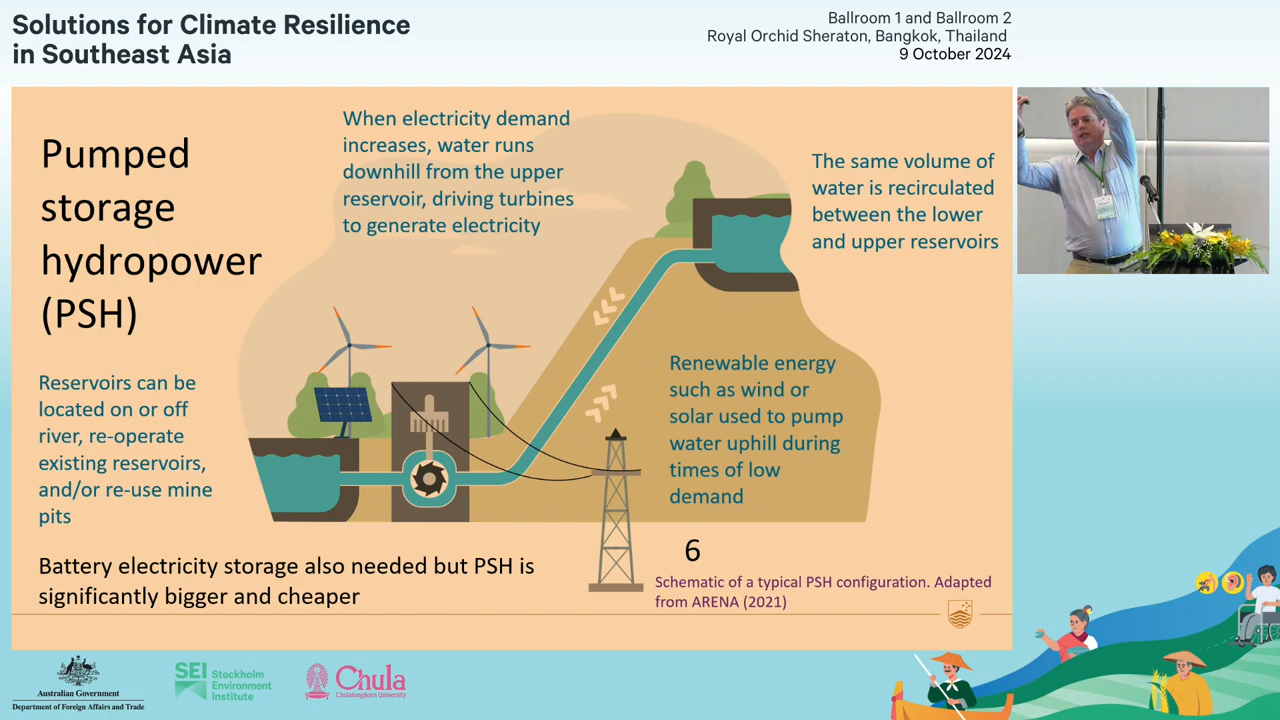 Solutions for Climate Resilience
in Southeast Asia
Ballroom 1 and Ballroom 2
Royal Orchid Sheraton, Bangkok, Thailand
9 October 2024
Pumped
storage
hydropower
(PSH)
When electricity demand
increases, water runs
downhill from the upper
reservoir, driving turbines
to generate electricity
The same volume of
water is recirculated
between the lower
and upper reservoirs
Reservoirs can be
located on or off
river, re-operate
existing reservoirs,
and/or re-use mine
pits
Renewable energy
such as wind or
solar used to pump
water uphill during
times of low
demand
Battery electricity storage also needed but PSH is
significantly bigger and cheaper
6
Schematic of a typical PSH configuration. Adapted
from ARENA (2021)
Australian Government
Department of Foreign Affairs and Trade
SEI Stockholm
Environment
Institute
Chula
Chulalongkorn University